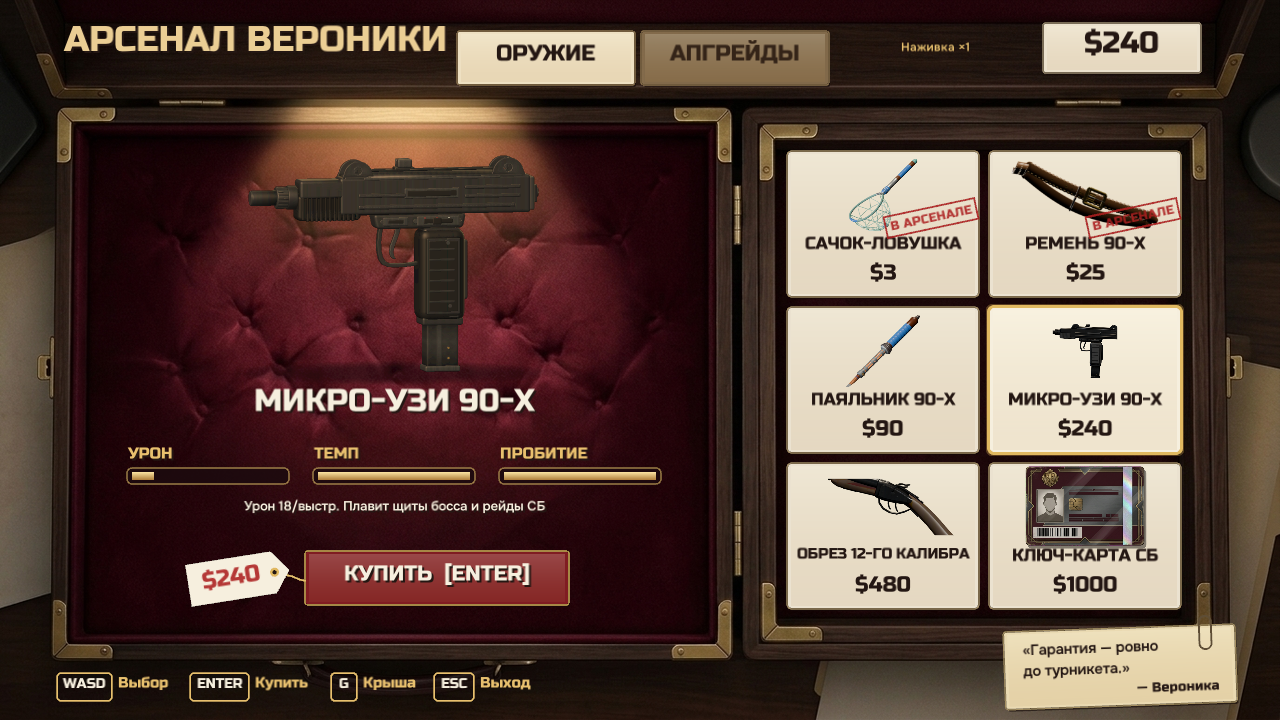 АРСЕНАЛ ВЕРОНИКИ
ОРУЖИЕ
АПГРЕЙДЫ
Наживка ×1
$240
МИКРО-УЗИ 90-Х
УРОН
ТЕМП
ПРОБИТИЕ
Урон 18/выстр. Плавит щиты босса и рейды СБ
$240
КУПИТЬ [ENTER]
В АРСЕНАЛЕ
САЧОК-ЛОВУШКА
$3
В АРСЕНАЛЕ
РЕМЕНЬ 90-Х
$25
ПАЯЛЬНИК 90-Х
$90
МИКРО-УЗИ 90-Х
$240
ОБРЕЗ 12-ГО КАЛИБРА
$480
КЛЮЧ-КАРТА СБ
$1000
WASD Выбор
ENTER Купить
G Крыша
ESC Выход
«Гарантия — ровно
до турникета.»
— Вероника